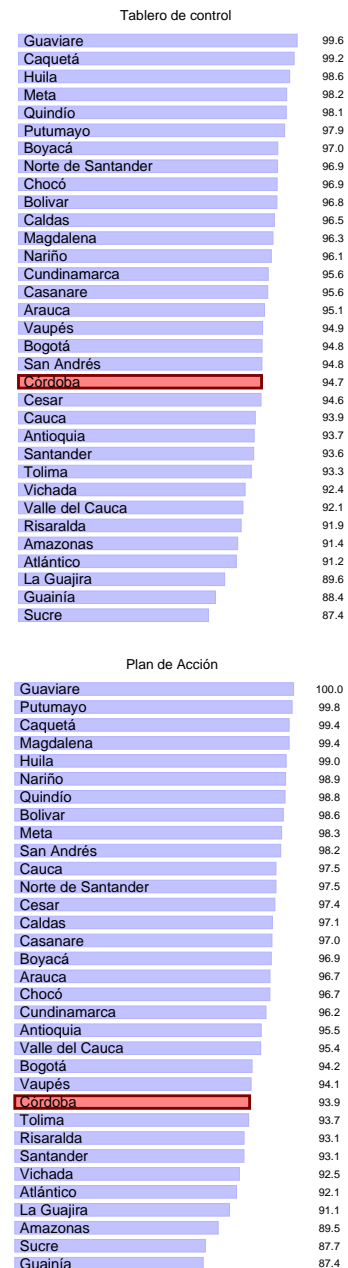 Tablero de control
Guaviare 99.6
Caquetá 99.2
Huila 98.6
Meta 98.2
Quindío 98.1
Putumayo 97.9
Boyacá 97.0
Norte de Santander 96.9
Chocó 96.9
Bolivar 96.8
Caldas 96.5
Magdalena 96.3
Nariño 96.1
Cundinamarca 95.6
Casanare 95.6
Arauca 95.1
Vaupés 94.9
Bogotá 94.8
San Andrés 94.8
Córdoba 94.7
Cesar 94.6
Cauca 93.9
Antioquia 93.7
Santander 93.6
Tolima 93.3
Vichada 92.4
Valle del Cauca 92.1
Risaralda 91.9
Amazonas 91.4
Atlántico 91.2
La Guajira 89.6
Guainía 88.4
Sucre 87.4
Plan de Acción
Guaviare 100.0
Putumayo 99.8
Caquetá 99.4
Magdalena 99.4
Huila 99.0
Nariño 98.9
Quindío 98.8
Bolivar 98.6
Meta 98.3
San Andrés 98.2
Cauca 97.5
Norte de Santander 97.5
Cesar 97.4
Caldas 97.1
Casanare 97.0
Boyacá 96.9
Arauca 96.7
Chocó 96.7
Cundinamarca 96.2
Antioquia 95.5
Valle del Cauca 95.4
Bogotá 94.2
Vaupés 94.1
Córdoba 93.9
Tolima 93.7
Risaralda 93.1
Santander 93.1
Vichada 92.5
Atlántico 92.1
La Guajira 91.1
Amazonas 89.5
Sucre 87.7
Guainía 87.4